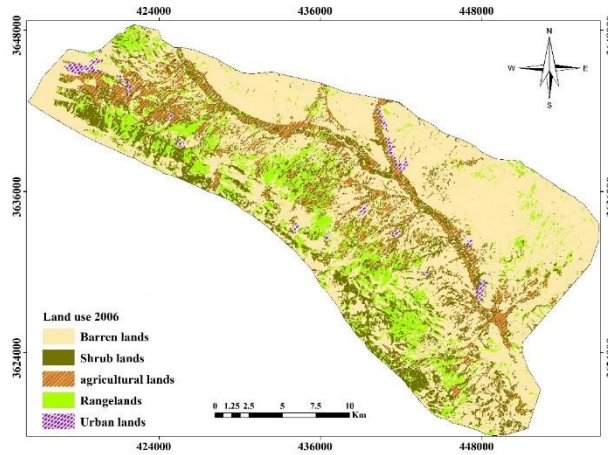 424000 436000 448000
3648000
3636000
3624000
N
W E
S
Land use 2006
Barren lands
Shrub lands
agricultural lands
Rangelands
Urban lands
0 1.25 2.5 5 7.5 10
Km
424000 436000 448000